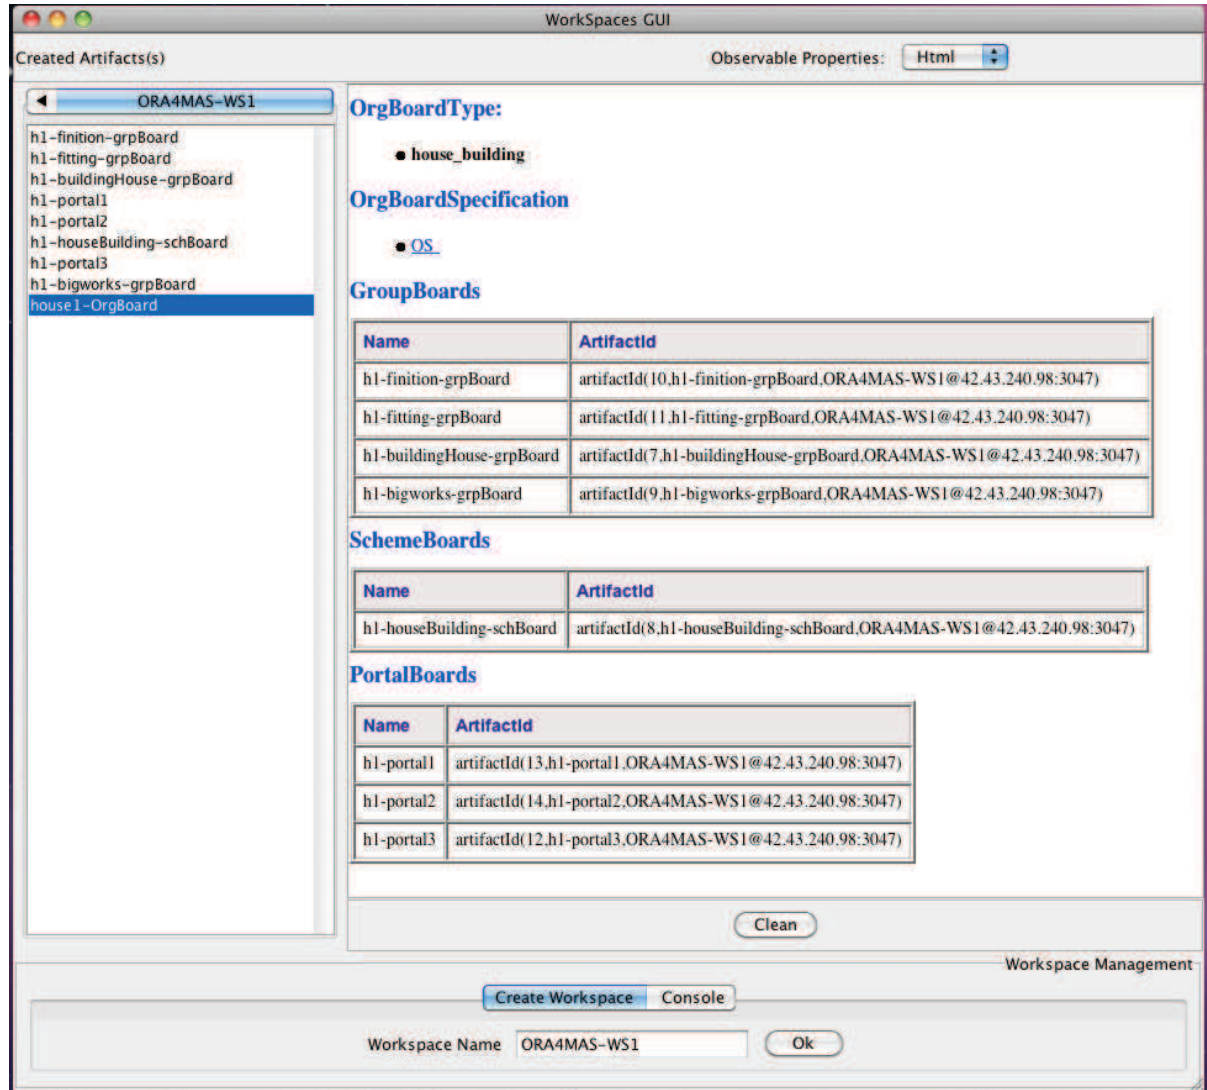 WorkSpaces GUI
Created Artifacts(s)
Observable Properties: Html
ORA4MAS-WS1
h1-finition-grpBoard
h1-fitting-grpBoard
h1-buildingHouse-grpBoard
h1-portal1
h1-portal2
h1-houseBuilding-schBoard
h1-portal3
h1-bigworks-grpBoard
house1-OrgBoard
OrgBoardType:
house_building
OrgBoardSpecification
OS_
GroupBoards
Name ArtifactId
h1-finition-grpBoard artifactId(10,h1-finition-grpBoard,ORA4MAS-WS1@42.43.240.98:3047)
h1-fitting-grpBoard artifactId(11,h1-fitting-grpBoard,ORA4MAS-WS1@42.43.240.98:3047)
h1-buildingHouse-grpBoard artifactId(7,h1-buildingHouse-grpBoard,ORA4MAS-WS1@42.43.240.98:3047)
h1-bigworks-grpBoard artifactId(9,h1-bigworks-grpBoard,ORA4MAS-WS1@42.43.240.98:3047)
SchemeBoards
Name ArtifactId
h1-houseBuilding-schBoard artifactId(8,h1-houseBuilding-schBoard,ORA4MAS-WS1@42.43.240.98:3047)
PortalBoards
Name ArtifactId
h1-portal1 artifactId(13,h1-portal1,ORA4MAS-WS1@42.43.240.98:3047)
h1-portal2 artifactId(14,h1-portal2,ORA4MAS-WS1@42.43.240.98:3047)
h1-portal3 artifactId(12,h1-portal3,ORA4MAS-WS1@42.43.240.98:3047)
Clean
Workspace Management
Create Workspace Console
Workspace Name ORA4MAS-WS1 Ok